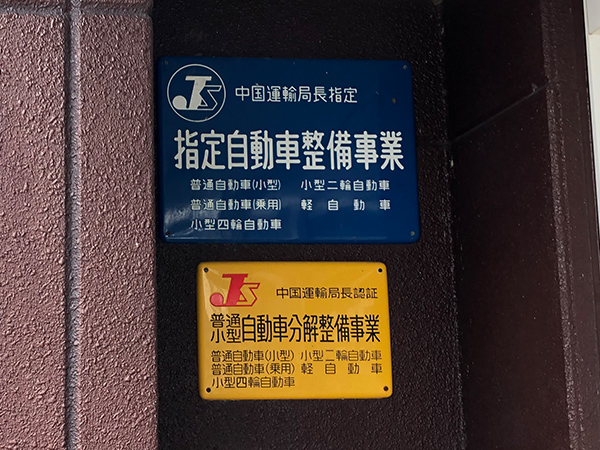 JS 中国運輸局長指定
指定自動車整備事業
普通自動車(小型) 小型二輪自動車
普通自動車(乗用) 軽自動車
小型四輪自動車
JS 中国運輸局長認証
普通小型自動車分解整備事業
普通自動車(小型) 小型二輪自動車
普通自動車(乗用) 軽自動車
小型四輪自動車